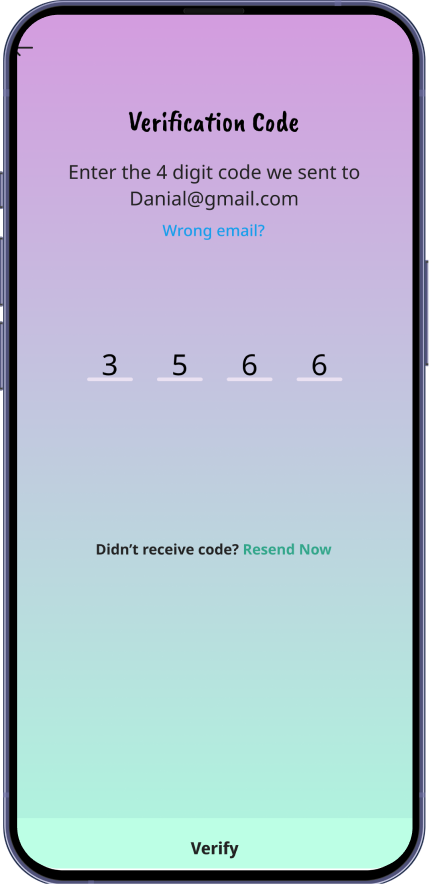 Verification Code
Enter the 4 digit code we sent to
Danial@gmail.com
Wrong email?
3 5 6 6
Didn’t receive code? Resend Now
Verify